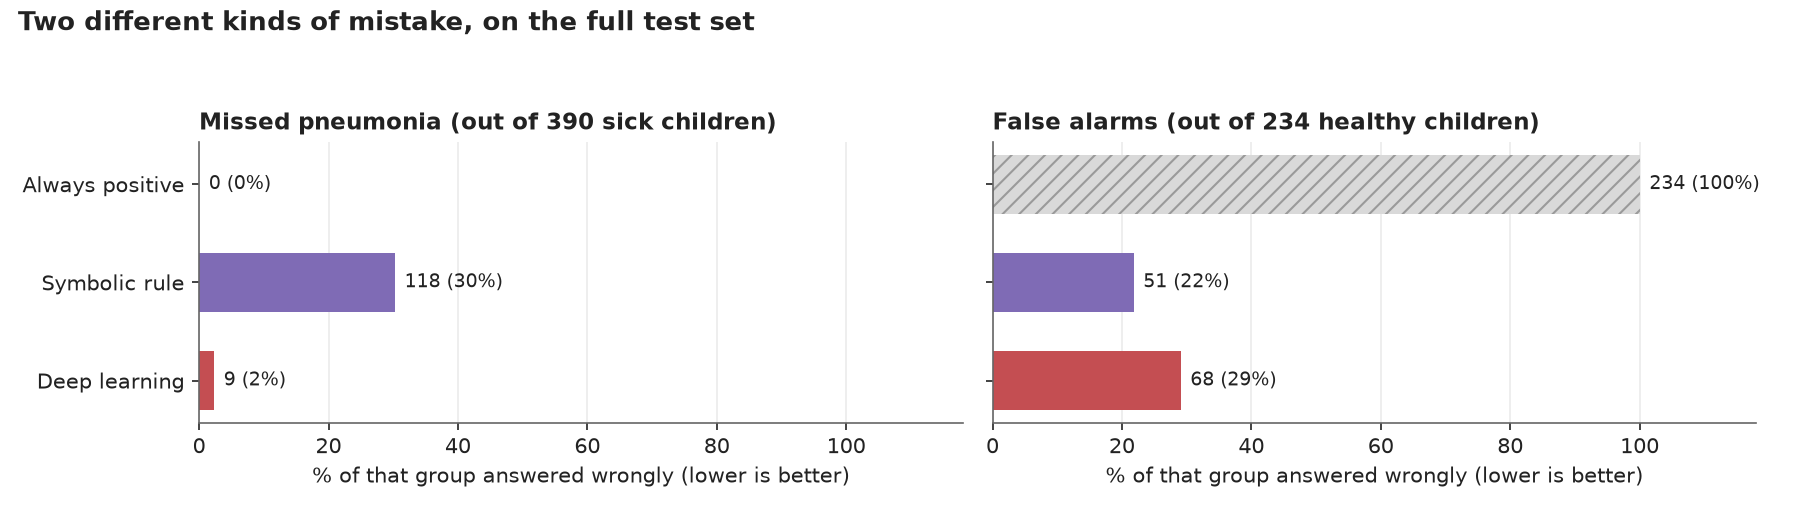 Two different kinds of mistake, on the full test set
Missed pneumonia (out of 390 sick children)
Always positive
0 (0%)
Symbolic rule
118 (30%)
Deep learning
9 (2%)
0 20 40 60 80 100
% of that group answered wrongly (lower is better)
False alarms (out of 234 healthy children)
234 (100%)
51 (22%)
68 (29%)
0 20 40 60 80 100
% of that group answered wrongly (lower is better)